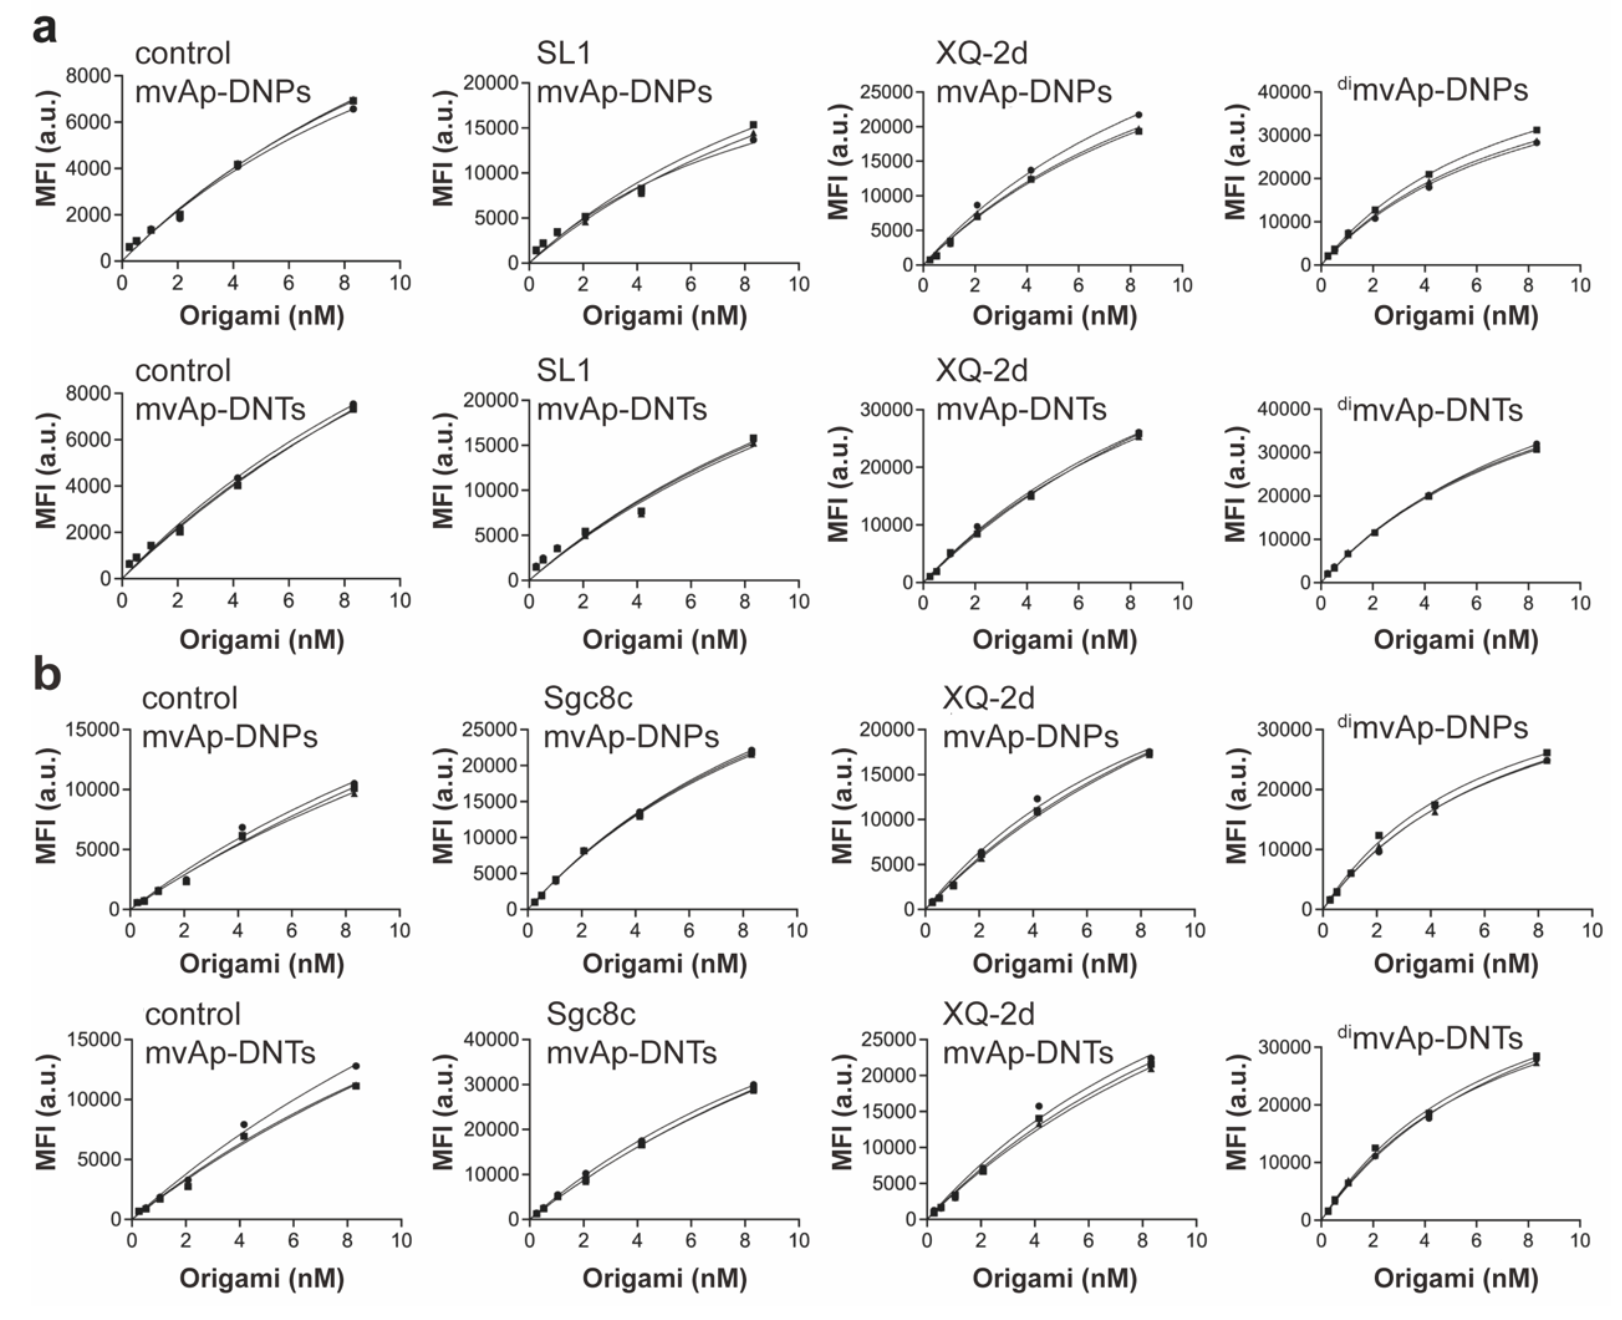 a
control
mvAp-DNPs
8000
6000
4000
2000
0
MFI (a.u.)
0 2 4 6 8 10
Origami (nM)
SL1
mvAp-DNPs
20000
15000
10000
5000
0
MFI (a.u.)
0 2 4 6 8 10
Origami (nM)
XQ-2d
mvAp-DNPs
25000
20000
15000
10000
5000
0
MFI (a.u.)
0 2 4 6 8 10
Origami (nM)
dimvAp-DNPs
40000
30000
20000
10000
0
MFI (a.u.)
0 2 4 6 8 10
Origami (nM)
control
mvAp-DNTs
8000
6000
4000
2000
0
MFI (a.u.)
0 2 4 6 8 10
Origami (nM)
SL1
mvAp-DNTs
20000
15000
10000
5000
0
MFI (a.u.)
0 2 4 6 8 10
Origami (nM)
XQ-2d
mvAp-DNTs
30000
20000
10000
0
MFI (a.u.)
0 2 4 6 8 10
Origami (nM)
dimvAp-DNTs
40000
30000
20000
10000
0
MFI (a.u.)
0 2 4 6 8 10
Origami (nM)
b
control
mvAp-DNPs
15000
10000
5000
0
MFI (a.u.)
0 2 4 6 8 10
Origami (nM)
Sgc8c
mvAp-DNPs
25000
20000
15000
10000
5000
0
MFI (a.u.)
0 2 4 6 8 10
Origami (nM)
XQ-2d
mvAp-DNPs
20000
15000
10000
5000
0
MFI (a.u.)
0 2 4 6 8 10
Origami (nM)
dimvAp-DNPs
30000
20000
10000
0
MFI (a.u.)
0 2 4 6 8 10
Origami (nM)
control
mvAp-DNTs
15000
10000
5000
0
MFI (a.u.)
0 2 4 6 8 10
Origami (nM)
Sgc8c
mvAp-DNTs
40000
30000
20000
10000
0
MFI (a.u.)
0 2 4 6 8 10
Origami (nM)
XQ-2d
mvAp-DNTs
25000
20000
15000
10000
5000
0
MFI (a.u.)
0 2 4 6 8 10
Origami (nM)
dimvAp-DNTs
30000
20000
10000
0
MFI (a.u.)
0 2 4 6 8 10
Origami (nM)